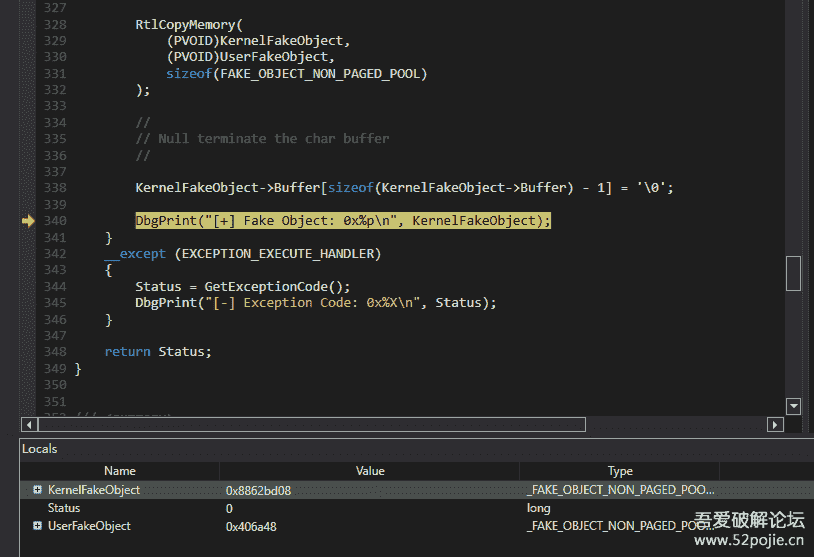 327
328 RtlCopyMemory(
329 (PVOID)KernelFakeObject,
330 (PVOID)UserFakeObject,
331 sizeof(FAKE_OBJECT_NON_PAGED_POOL)
332 );
333
334 //
335 // Null terminate the char buffer
336 //
337
338 KernelFakeObject->Buffer[sizeof(KernelFakeObject->Buffer) - 1] = '\0';
339
340 DbgPrint("[+] Fake Object: 0x%p\n", KernelFakeObject);
341 }
342 __except (EXCEPTION_EXECUTE_HANDLER)
343 {
344 Status = GetExceptionCode();
345 DbgPrint("[-] Exception Code: 0x%X\n", Status);
346 }
347
348 return Status;
349 }
350
351
Locals
Name Value Type
KernelFakeObject 0x8862bd08 _FAKE_OBJECT_NON_PAGED_POO...
Status 0 long
UserFakeObject 0x406a48 _FAKE_OBJECT_NON_PAGED_POO...
吾爱破解论坛
www.52pojie.cn